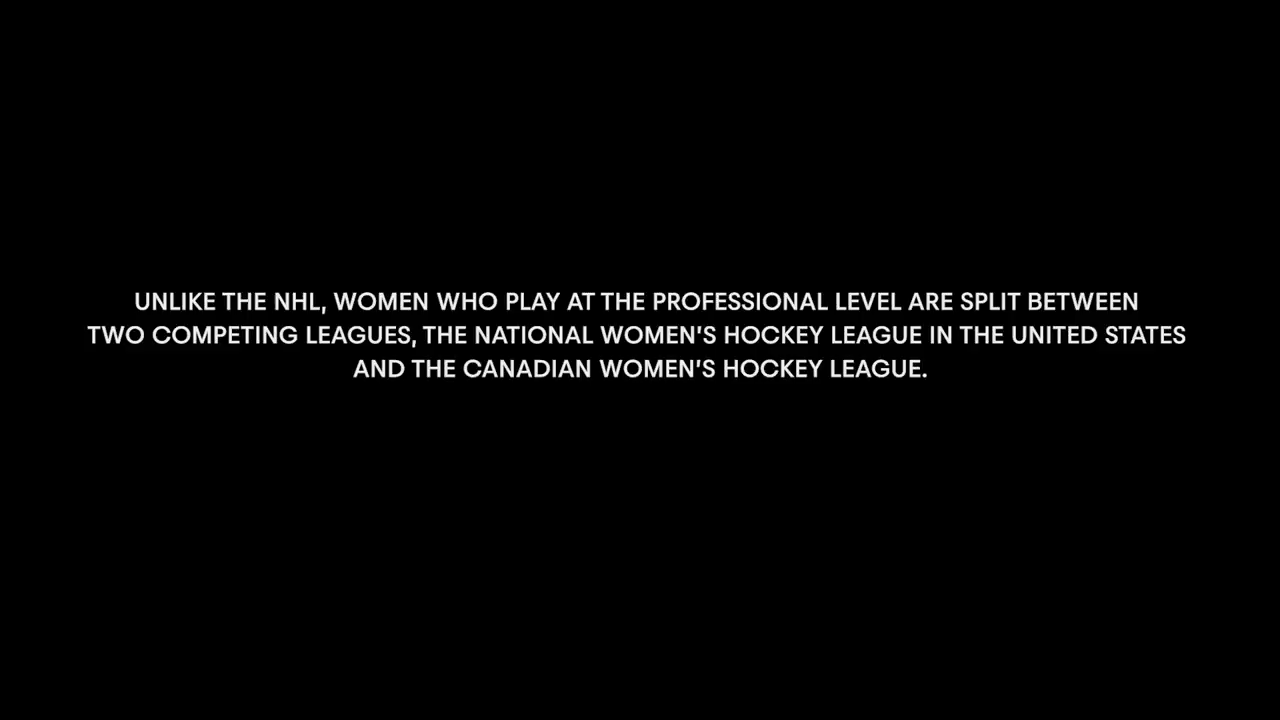 UNLIKE THE NHL, WOMEN WHO PLAY AT THE PROFESSIONAL LEVEL ARE SPLIT BETWEEN
TWO COMPETING LEAGUES, THE NATIONAL WOMEN'S HOCKEY LEAGUE IN THE UNITED STATES
AND THE CANADIAN WOMEN'S HOCKEY LEAGUE.